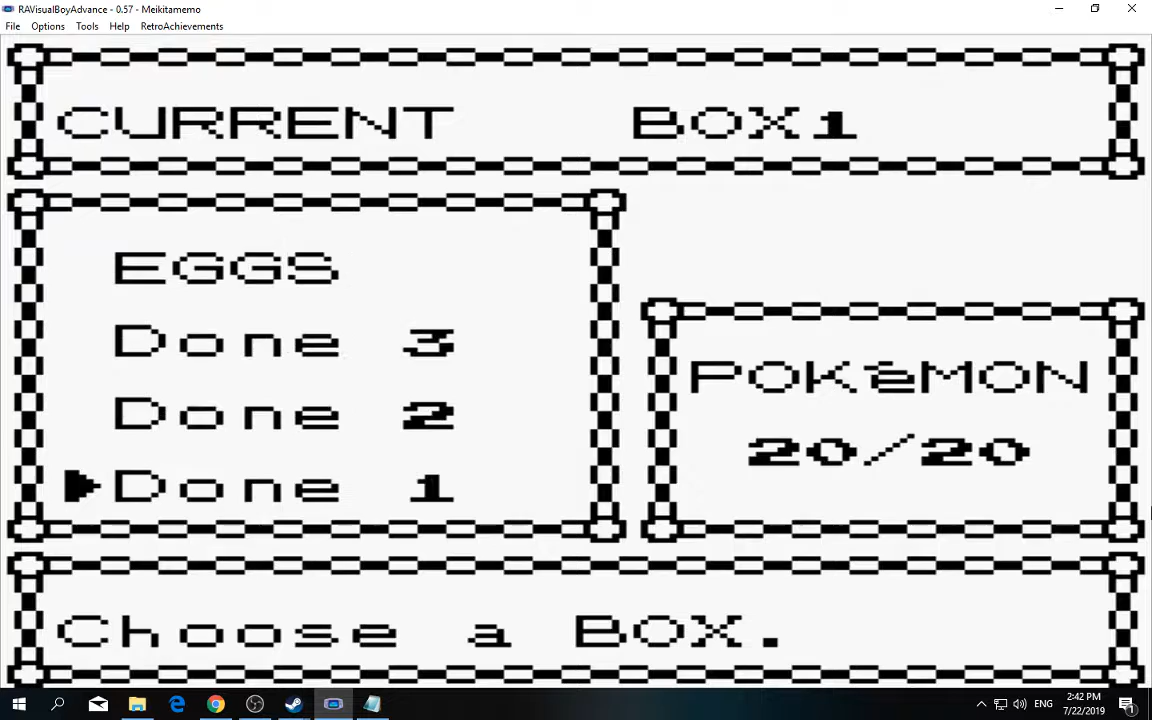 RAVisualBoyAdvance - 0.57 - Meikitamemo
File Options Tools Help RetroAchievements
CURRENT BOX1
EGGS
Done 3
Done 2
▶Done 1
POKéMON
20/20
Choose a BOX.
ENG
2:42 PM
7/22/2019
1